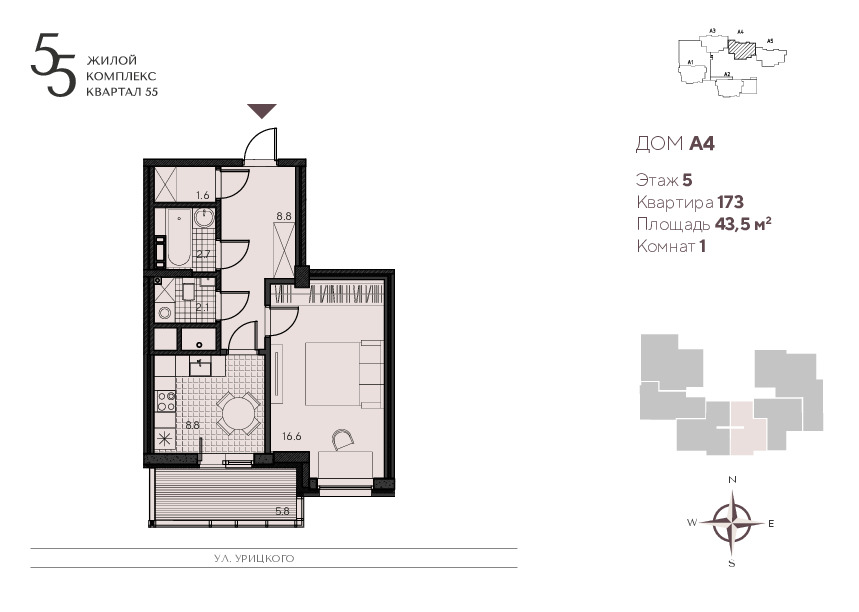 55
ЖИЛОЙ
КОМПЛЕКС
КВАРТАЛ 55
A3
A4
A5
A1
A2
ДОМ А4
Этаж 5
Квартира 173
Площадь 43,5 м²
Комнат 1
1.6
8.8
2.7
2.1
8.8
16.6
5.8
N
W
E
S
УЛ. УРИЦКОГО